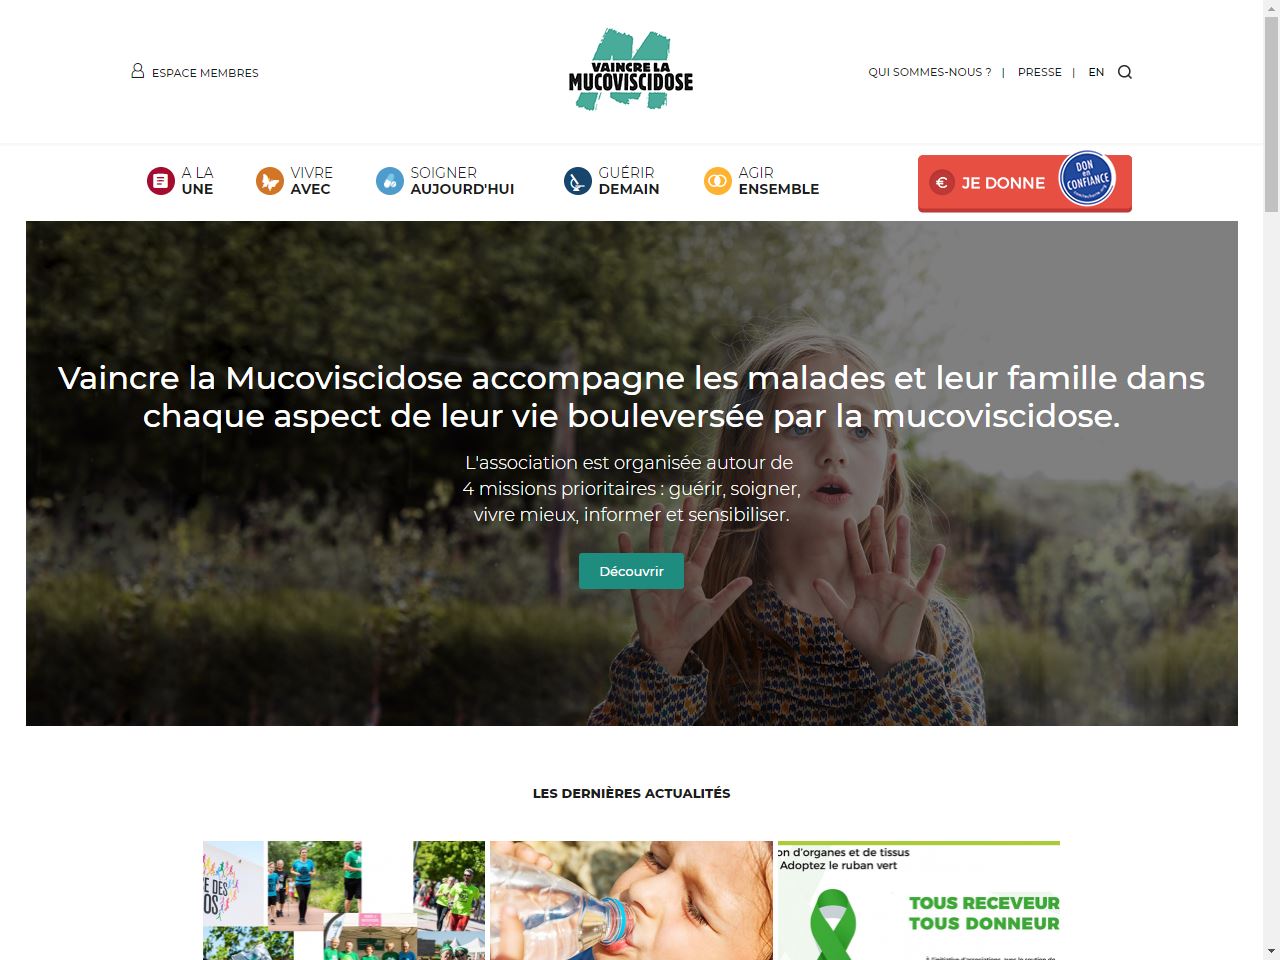 ESPACE MEMBRES
VAINCRE LA
MUCOVISCIDOSE
QUI SOMMES-NOUS ? | PRESSE | EN
A LA
UNE
VIVRE
AVEC
SOIGNER
AUJOURD'HUI
GUÉRIR
DEMAIN
AGIR
ENSEMBLE
€ JE DONNE
DON
en
CONFIANCE
Vaincre la Mucoviscidose accompagne les malades et leur famille dans
chaque aspect de leur vie bouleversée par la mucoviscidose.
L'association est organisée autour de
4 missions prioritaires : guérir, soigner,
vivre mieux, informer et sensibiliser.
Découvrir
LES DERNIÈRES ACTUALITÉS
E DES
OS
on d'organes et de tissus
Adoptez le ruban vert
TOUS RECEVEUR
TOUS DONNEUR